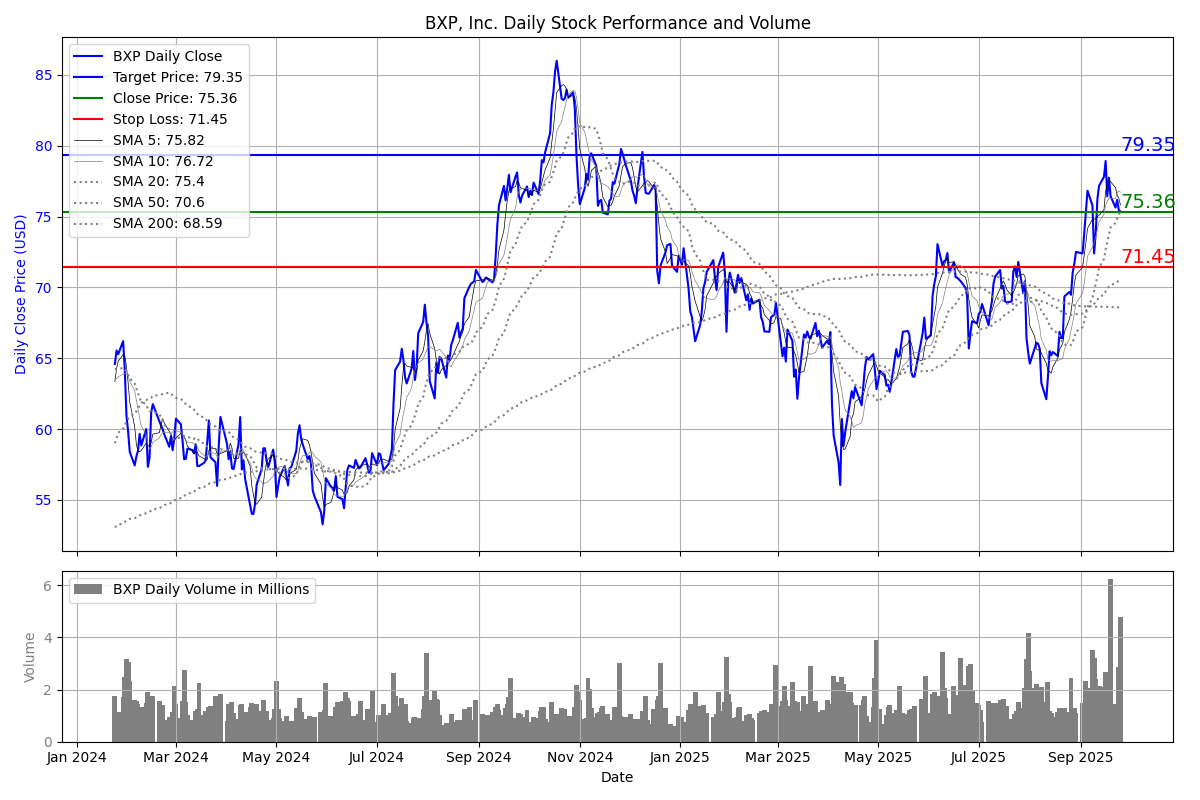 BXP, Inc. Daily Stock Performance and Volume
BXP Daily Close
Target Price: 79.35
Close Price: 75.36
Stop Loss: 71.45
SMA 5: 75.82
SMA 10: 76.72
SMA 20: 75.4
SMA 50: 70.6
SMA 200: 68.59
85
80
75
70
65
60
55
Daily Close Price (USD)
79.35
75.36
71.45
BXP Daily Volume in Millions
6
4
2
0
Volume
Jan 2024 Mar 2024 May 2024 Jul 2024 Sep 2024 Nov 2024 Jan 2025 Mar 2025 May 2025 Jul 2025 Sep 2025
Date